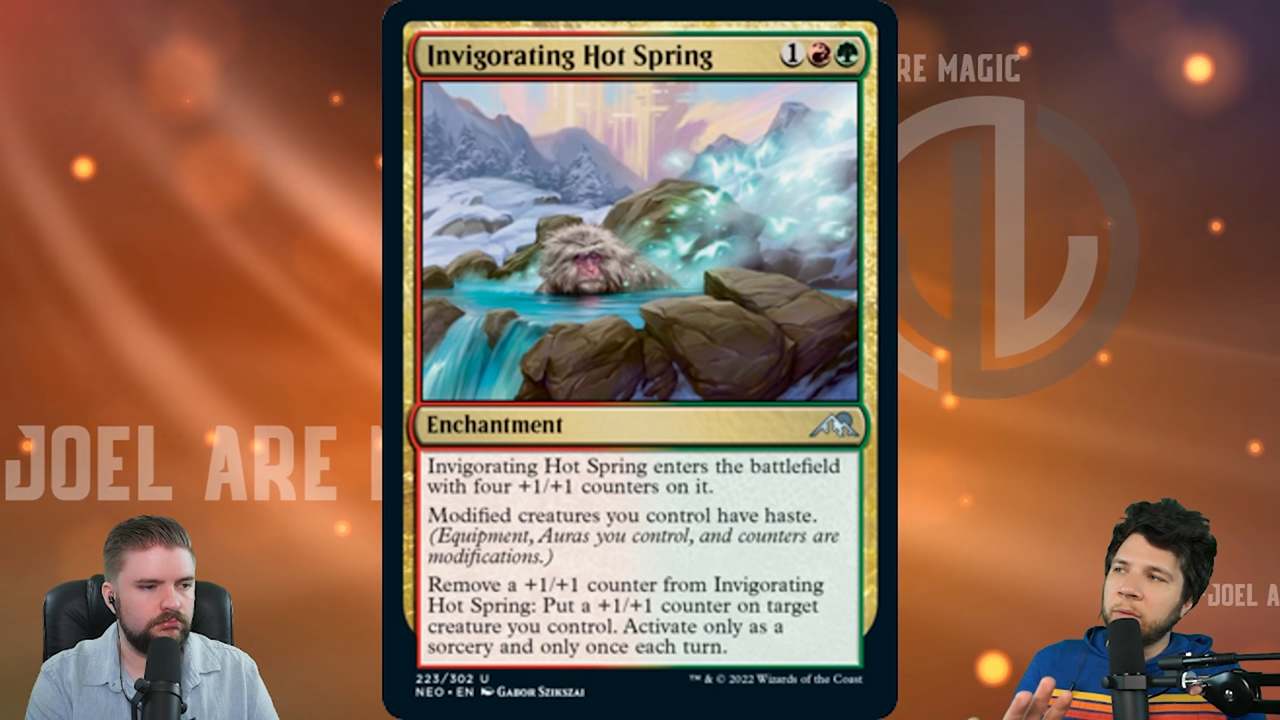 Invigorating Hot Spring 1
RE MAGIC
Enchantment
Invigorating Hot Spring enters the battlefield
with four +1/+1 counters on it.
Modified creatures you control have haste.
(Equipment, Auras you control, and counters are
modifications.)
Remove a +1/+1 counter from Invigorating
Hot Spring: Put a +1/+1 counter on target
creature you control. Activate only as a
sorcery and only once each turn.
223/302 U
NEO • EN Gabor Szikszai
™ & © 2022 Wizards of the Coast
JOEL ARE
JOEL A